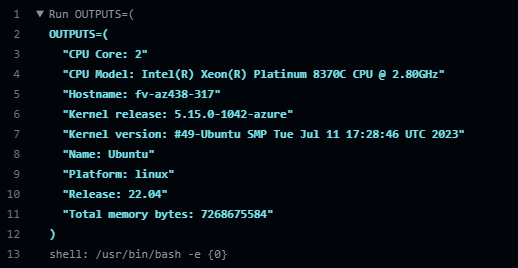 1 ▼ Run OUTPUTS=(
2 OUTPUTS=(
3 "CPU Core: 2"
4 "CPU Model: Intel(R) Xeon(R) Platinum 8370C CPU @ 2.80GHz"
5 "Hostname: fv-az438-317"
6 "Kernel release: 5.15.0-1042-azure"
7 "Kernel version: #49-Ubuntu SMP Tue Jul 11 17:28:46 UTC 2023"
8 "Name: Ubuntu"
9 "Platform: linux"
10 "Release: 22.04"
11 "Total memory bytes: 7268675584"
12 )
13 shell: /usr/bin/bash -e {0}